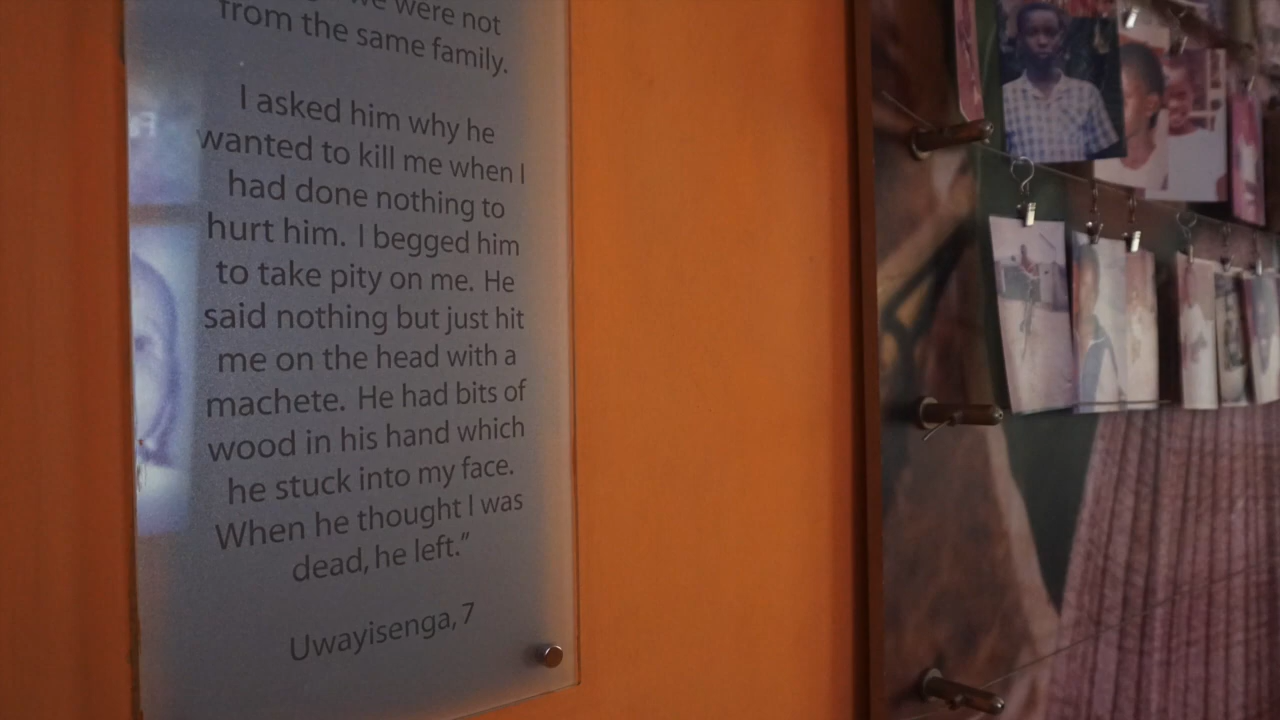 we were not
from the same family.
I asked him why he
wanted to kill me when I
had done nothing to
hurt him. I begged him
to take pity on me. He
said nothing but just hit
me on the head with a
machete. He had bits of
wood in his hand which
he stuck into my face.
When he thought I was
dead, he left.”
Uwayisenga, 7